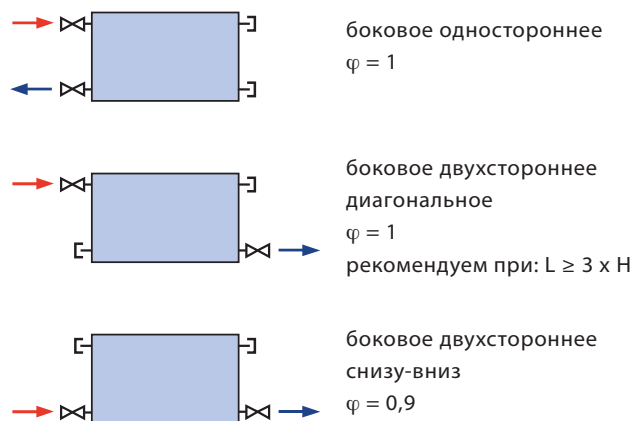 боковое одностороннее
φ = 1
боковое двухстороннее
диагональное
φ = 1
рекомендуем при: L ≥ 3 x H
боковое двухстороннее
снизу-вниз
φ = 0,9